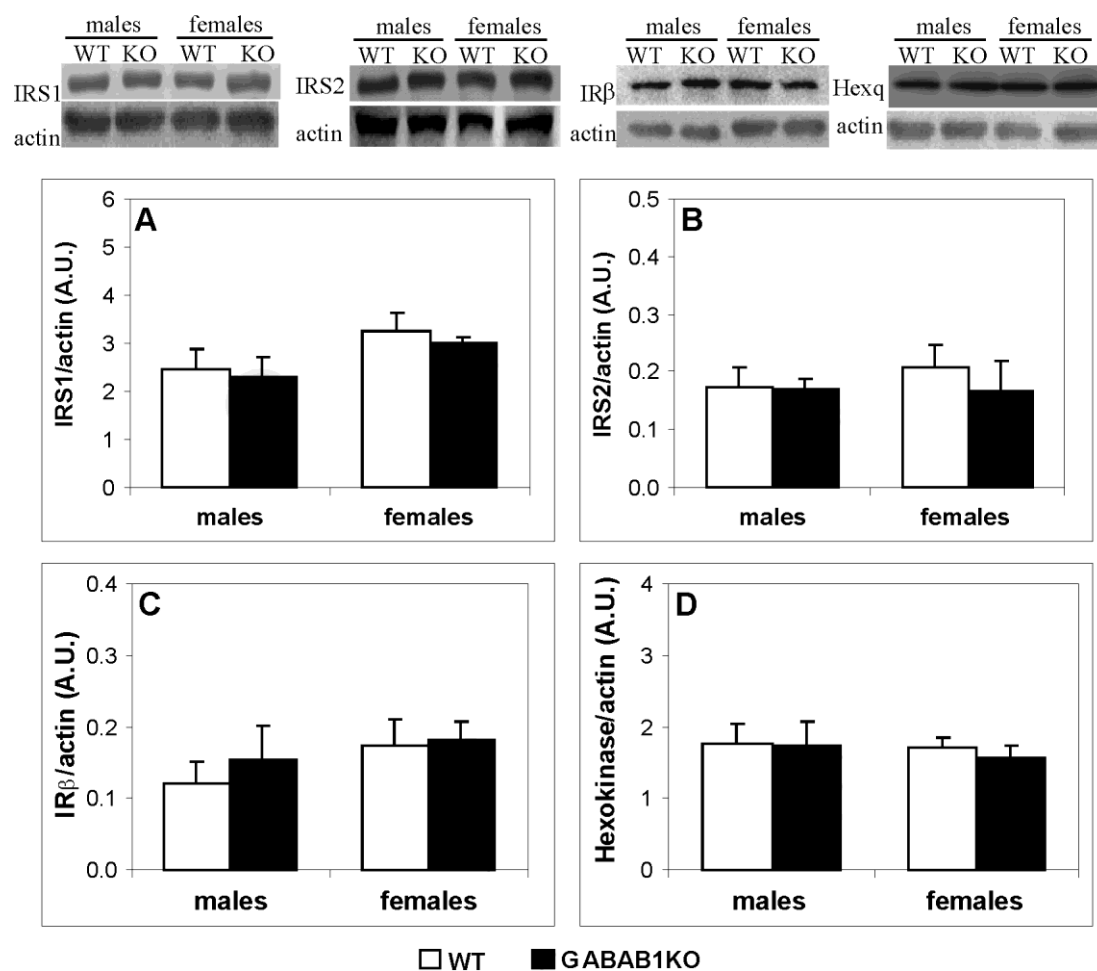 males females
WT KO WT KO
IRS1
actin
males females
WT KO WT KO
IRS2
actin
males females
WT KO WT KO
IRβ
actin
males females
WT KO WT KO
Hexq
actin
A
IRS1/actin (A.U.)
6
5
4
3
2
1
0
males females
B
IRS2/actin (A.U.)
0.5
0.4
0.3
0.2
0.1
0.0
males females
C
IRβ/actin (A.U.)
0.4
0.3
0.2
0.1
0.0
males females
D
Hexokinase/actin (A.U.)
4
3
2
1
0
males females
WT GABAB1KO